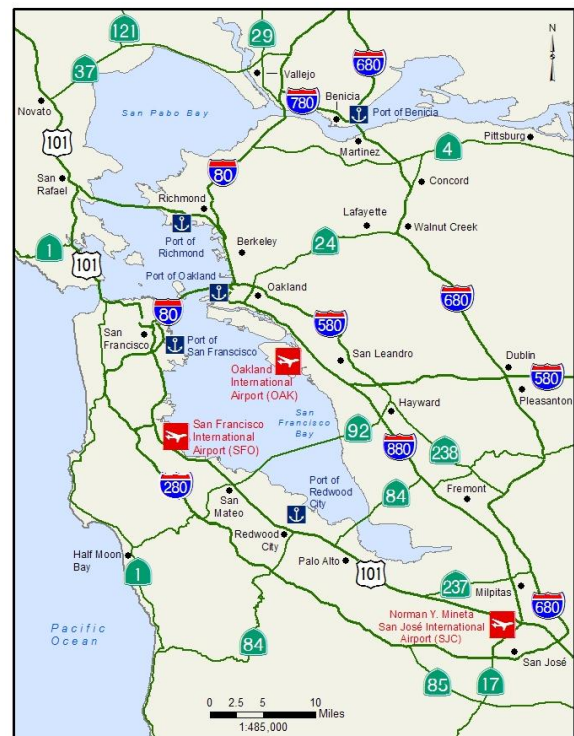 121
29
680
N
37
Vallejo
780
Benicia
Port of Benicia
Novato
San Pabo Bay
101
Martinez
Pittsburg
4
San
Rafael
80
Concord
Richmond
Lafayette
Walnut Creek
Port of
Richmond
Berkeley
24
1
101
Port of Oakland
Oakland
680
80
580
San
Francisco
Port of
San Franscisco
San Leandro
Dublin
580
Oakland
International
Airport (OAK)
Pleasanton
San
Francisco
Bay
Hayward
San Francisco
International
Airport (SFO)
92
880
238
280
Port of
Redwood
City
84
Fremont
San
Mateo
Redwood
City
Half Moon
Bay
Palo Alto
101
1
237
Milpitas
680
Norman Y. Mineta
San José International
Airport (SJC)
Pacific
Ocean
84
San José
85
17
0 2.5 5 10
Miles
1:485,000